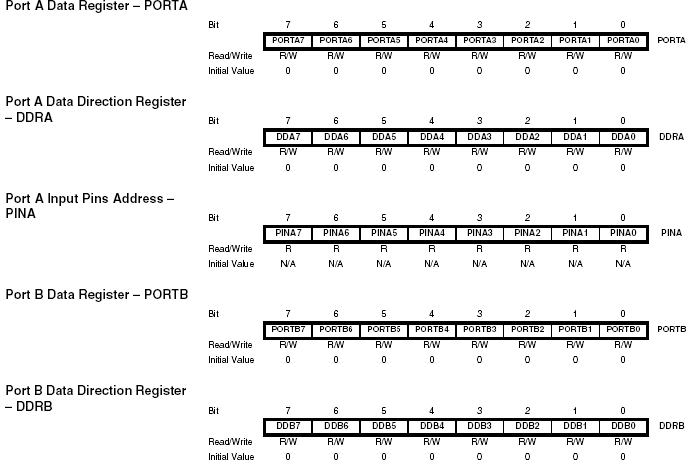 Port A Data Register – PORTA
Bit 7 6 5 4 3 2 1 0
PORTA7 PORTA6 PORTA5 PORTA4 PORTA3 PORTA2 PORTA1 PORTA0 PORTA
Read/Write R/W R/W R/W R/W R/W R/W R/W R/W
Initial Value 0 0 0 0 0 0 0 0
Port A Data Direction Register
– DDRA
Bit 7 6 5 4 3 2 1 0
DDA7 DDA6 DDA5 DDA4 DDA3 DDA2 DDA1 DDA0 DDRA
Read/Write R/W R/W R/W R/W R/W R/W R/W R/W
Initial Value 0 0 0 0 0 0 0 0
Port A Input Pins Address –
PINA
Bit 7 6 5 4 3 2 1 0
PINA7 PINA6 PINA5 PINA4 PINA3 PINA2 PINA1 PINA0 PINA
Read/Write R R R R R R R R
Initial Value N/A N/A N/A N/A N/A N/A N/A N/A
Port B Data Register – PORTB
Bit 7 6 5 4 3 2 1 0
PORTB7 PORTB6 PORTB5 PORTB4 PORTB3 PORTB2 PORTB1 PORTB0 PORTB
Read/Write R/W R/W R/W R/W R/W R/W R/W R/W
Initial Value 0 0 0 0 0 0 0 0
Port B Data Direction Register
– DDRB
Bit 7 6 5 4 3 2 1 0
DDB7 DDB6 DDB5 DDB4 DDB3 DDB2 DDB1 DDB0 DDRB
Read/Write R/W R/W R/W R/W R/W R/W R/W R/W
Initial Value 0 0 0 0 0 0 0 0